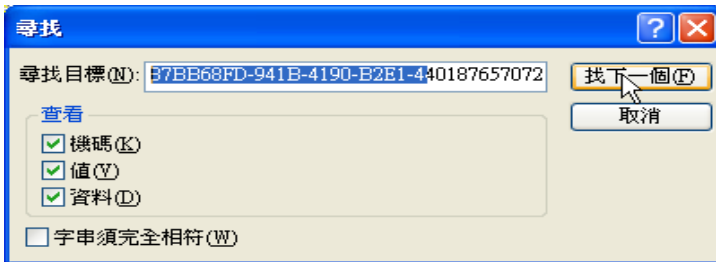 尋找
尋找目標(N): B7BB68FD-941B-4190-B2E1-440187657072
找下一個(F)
查看
取消
機碼(K)
值(V)
資料(D)
字串須完全相符(W)